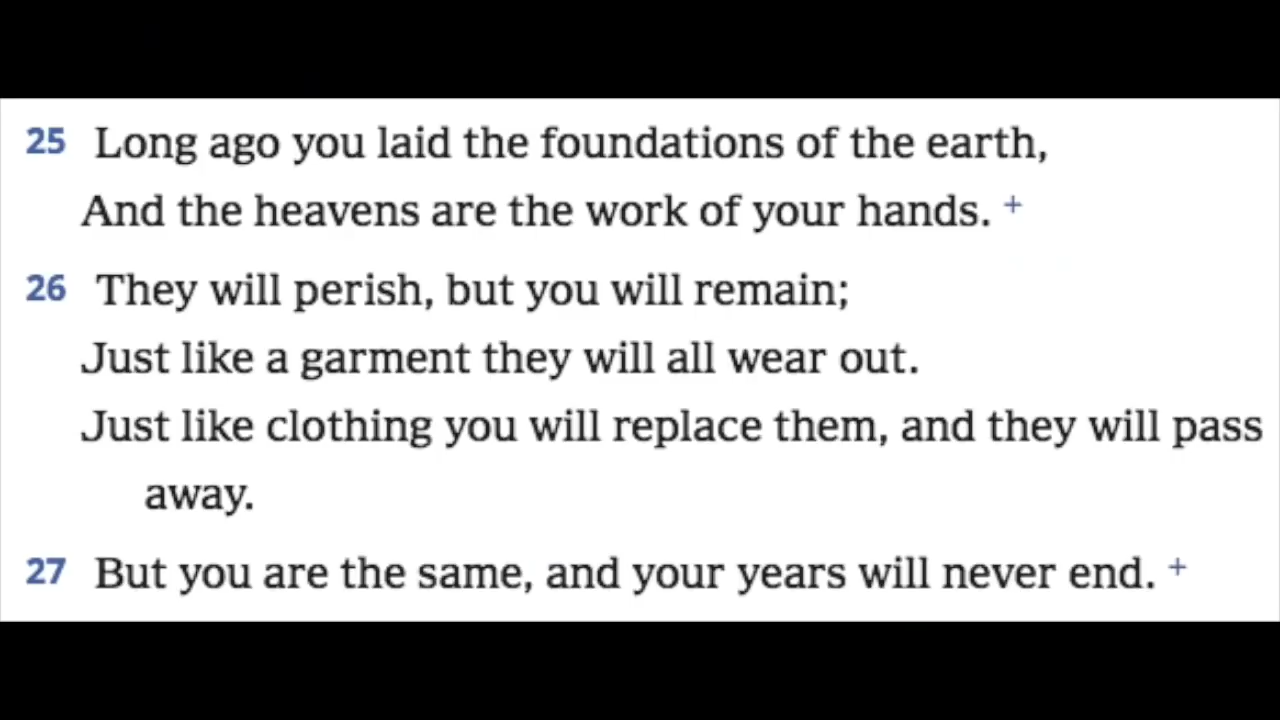 25 Long ago you laid the foundations of the earth,
And the heavens are the work of your hands. +
26 They will perish, but you will remain;
Just like a garment they will all wear out.
Just like clothing you will replace them, and they will pass
away.
27 But you are the same, and your years will never end. +